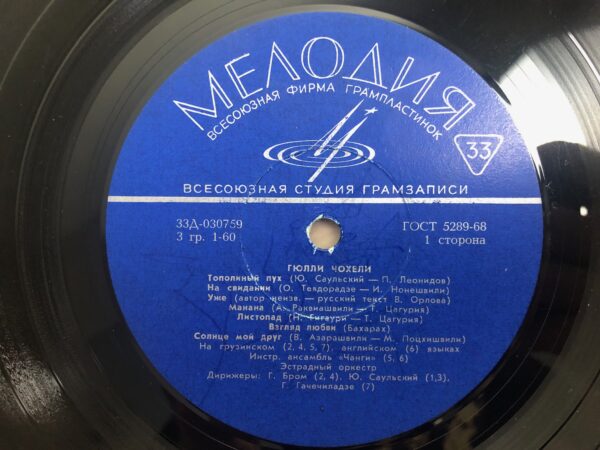 МЕЛОДИЯ
ВСЕСОЮЗНАЯ ФИРМА ГРАМПЛАСТИНОК
33
ВСЕСОЮЗНАЯ СТУДИЯ ГРАМЗАПИСИ
33Д-030759 ГОСТ 5289-68
3 гр. 1-60 1 сторона
ГЮЛЛИ ЧОХЕЛИ
Тополиный пух (Ю. Саульский — П. Леонидов)
На свидании (О. Тевдорадзе — И. Нонешвили)
Уже (автор неизв. — русский текст В. Орлова)
Манана (А. Раквиашвили — Т. Цагурия)
Листопад (Н. Гигаури — Т. Цагурия)
Взгляд любви (Бахарах)
Солнце мой друг (В. Азарашвили — М. Поцхишвили)
На грузинском (2, 4, 5, 7), английском (6) языках
Инстр. ансамбль «Чанги» (5, 6)
Эстрадный оркестр
Дирижеры: Г. Бром (2, 4), Ю. Саульский (1,3),
Г. Гачечиладзе (7)